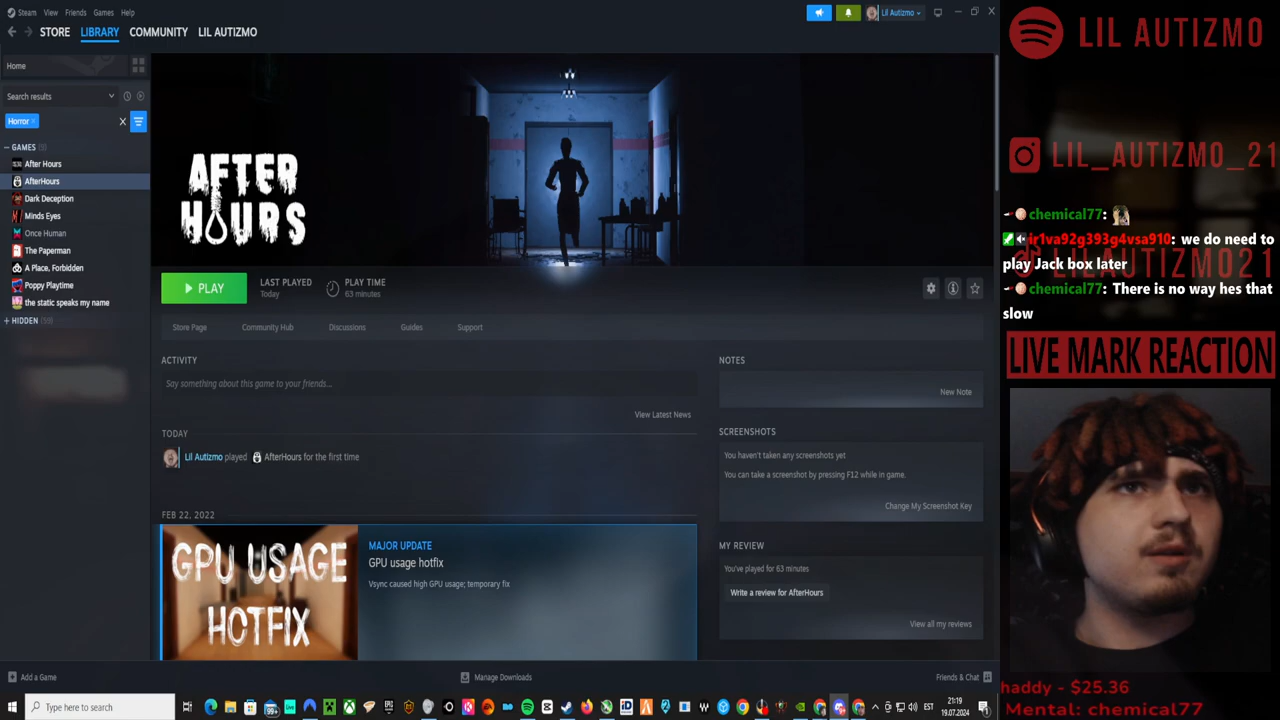 Steam View Friends Games Help
Lil Autizmo
STORE LIBRARY COMMUNITY LIL AUTIZMO
Home
Search results
Horror
GAMES
After Hours
AfterHours
Dark Deception
Minds Eyes
Once Human
The Paperman
A Place, Forbidden
Poppy Playtime
the static speaks my name
HIDDEN
AFTER
HOURS
PLAY
LAST PLAYED
Today
PLAY TIME
63 minutes
Store Page Community Hub Discussions Guides Support
ACTIVITY
Say something about this game to your friends...
View Latest News
TODAY
Lil Autizmo played AfterHours for the first time
FEB 22, 2022
GPU USAGE
HOTFIX
MAJOR UPDATE
GPU usage hotfix
Vsync caused high GPU usage; temporary fix
NOTES
New Note
SCREENSHOTS
You haven't taken any screenshots yet
You can take a screenshot by pressing F12 while in game.
Change My Screenshot Key
MY REVIEW
You've played for 63 minutes
Write a review for AfterHours
View all my reviews
Add a Game
Manage Downloads
Friends & Chat
Type here to search
99+
EST
21:19
19.07.2024
LIL AUTIZMO
LIL_AUTIZMO_21
chemical77:
ir1va92g393g4vsa910: we do need to
play Jack box later
LILAUTIZMO21
chemical77: There is no way hes that
slow
LIVE MARK REACTION
haddy - $25.36
Mental: chemical77